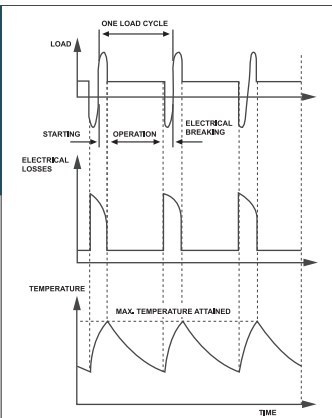 ONE LOAD CYCLE
LOAD
STARTING
OPERATION
ELECTRICAL
BREAKING
ELECTRICAL
LOSSES
TEMPERATURE
MAX. TEMPERATURE ATTAINED
TIME